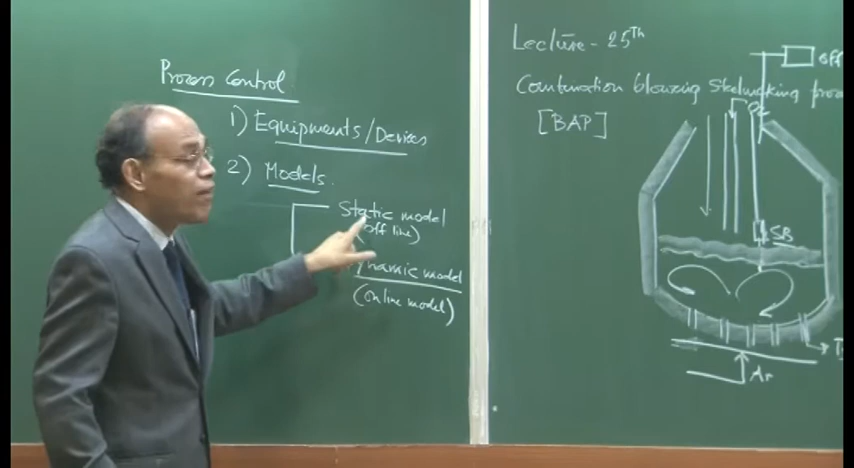 Process Control
1) Equipments/Devices
2) Models.
Static model
(off line)
Dynamic model
(Online model)
Lecture - 25Th
Combination blowing Steelmaking
[BAP]
SB
Ar